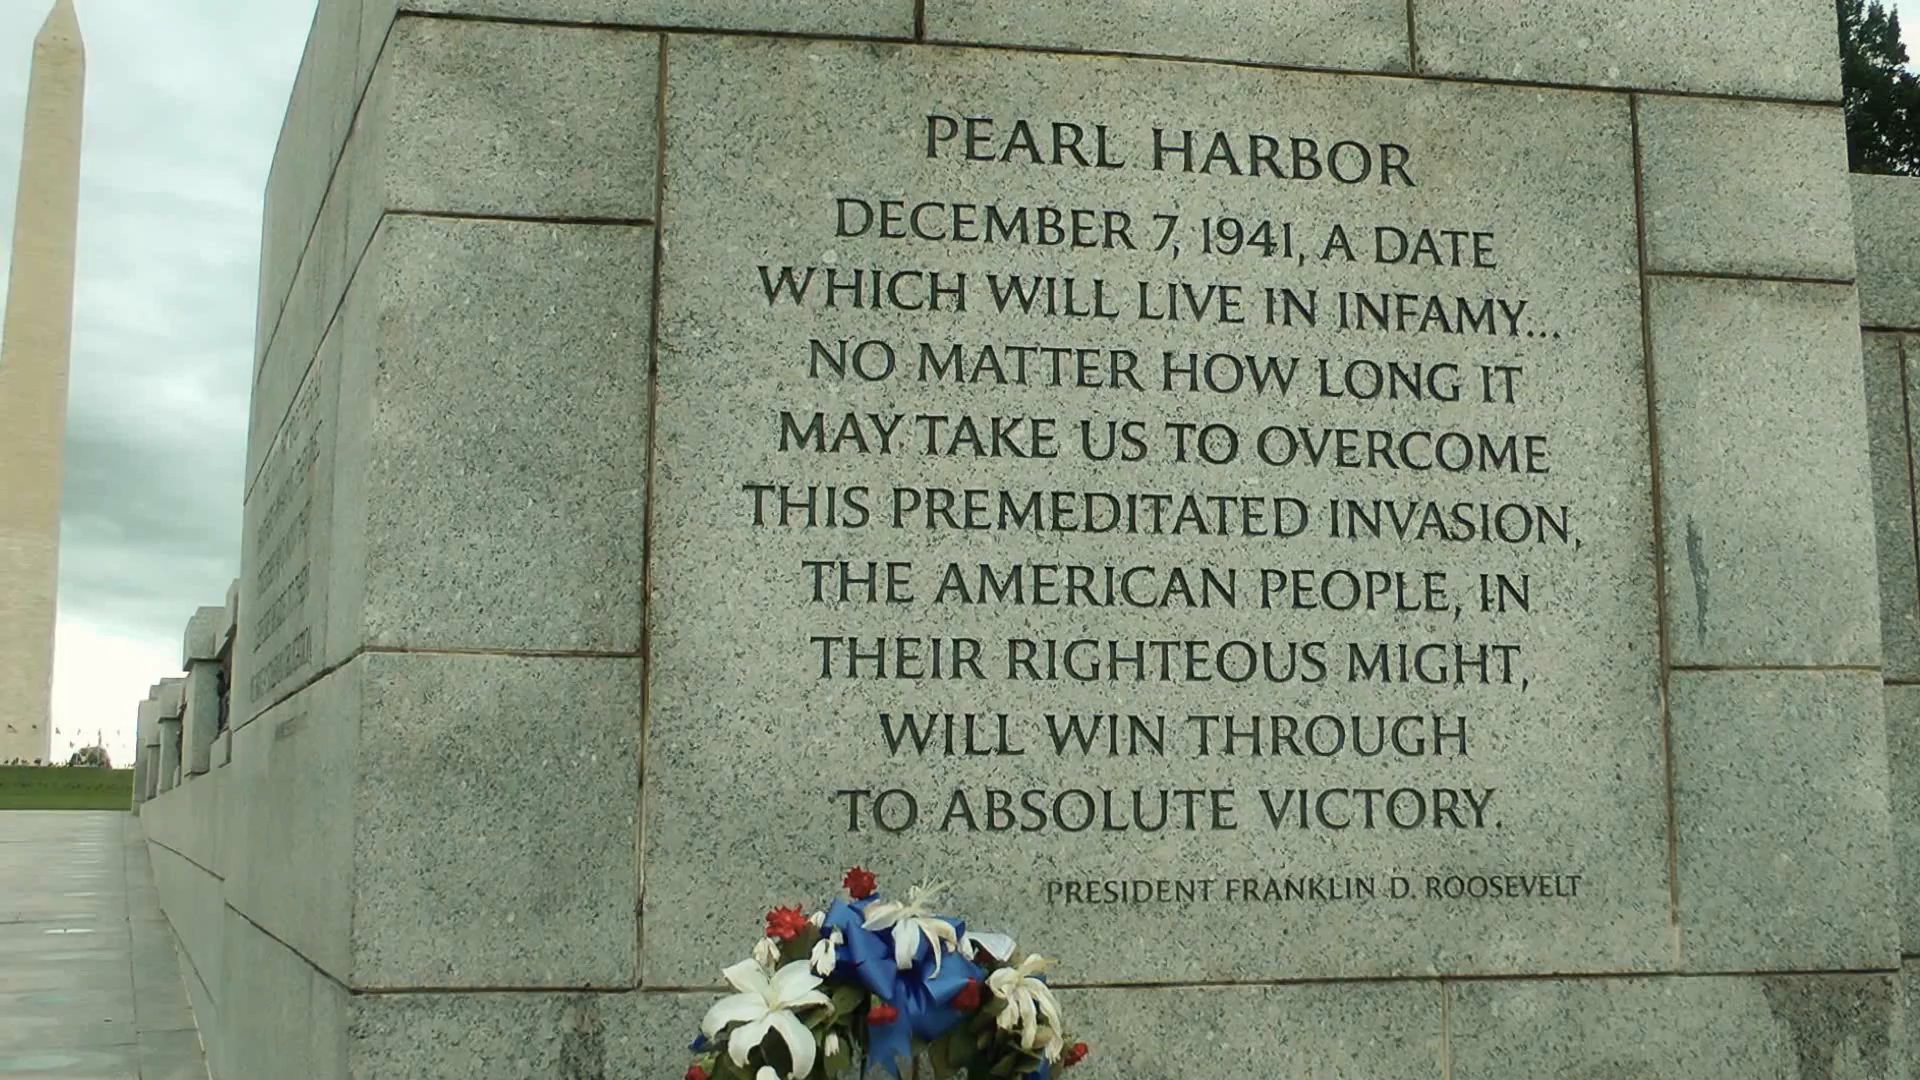 PEARL HARBOR
DECEMBER 7, 1941, A DATE
WHICH WILL LIVE IN INFAMY...
NO MATTER HOW LONG IT
MAY TAKE US TO OVERCOME
THIS PREMEDITATED INVASION,
THE AMERICAN PEOPLE, IN
THEIR RIGHTEOUS MIGHT,
WILL WIN THROUGH
TO ABSOLUTE VICTORY.
PRESIDENT FRANKLIN D. ROOSEVELT